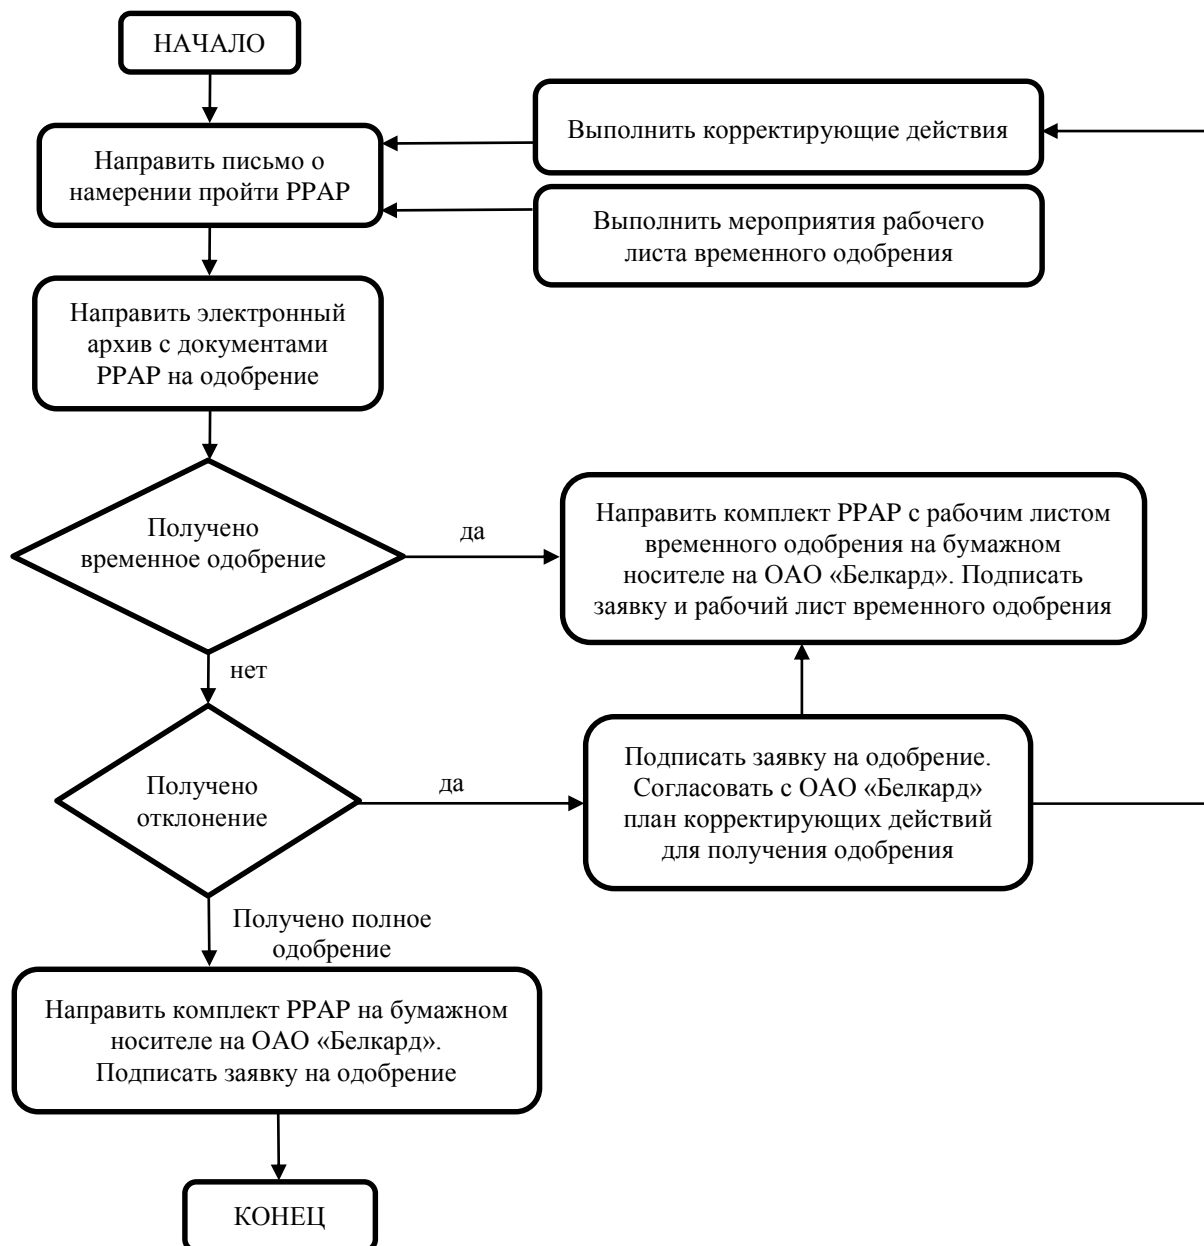 НАЧАЛО
Выполнить корректирующие действия
Направить письмо о
намерении пройти PPAP
Выполнить мероприятия рабочего
листа временного одобрения
Направить электронный
архив с документами
PPAP на одобрение
Получено
временное одобрение
да
Направить комплект PPAP с рабочим листом
временного одобрения на бумажном
носителе на ОАО «Белкард». Подписать
заявку и рабочий лист временного одобрения
нет
Получено
отклонение
да
Подписать заявку на одобрение.
Согласовать с ОАО «Белкард»
план корректирующих действий
для получения одобрения
Получено полное
одобрение
Направить комплект PPAP на бумажном
носителе на ОАО «Белкард».
Подписать заявку на одобрение
КОНЕЦ